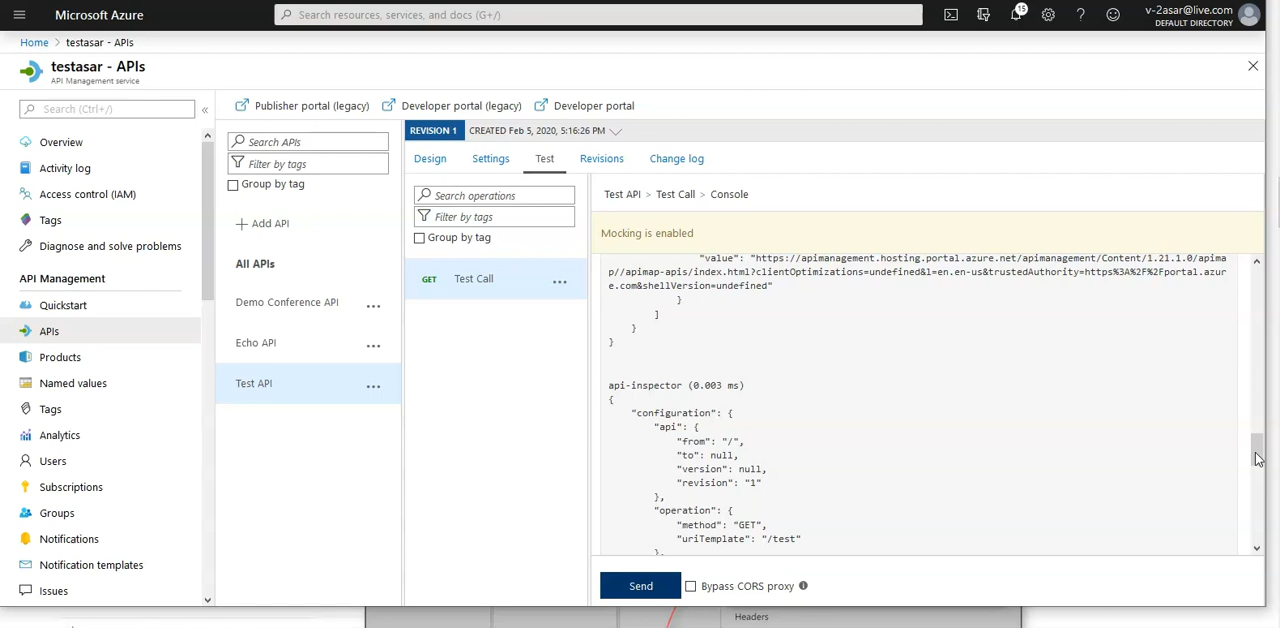 Microsoft Azure
Search resources, services, and docs (G+/)
15
v-2asar@live.com
DEFAULT DIRECTORY
Home > testasar - APIs
testasar - APIs
API Management service
Search (Ctrl+/)
«
Overview
Activity log
Access control (IAM)
Tags
Diagnose and solve problems
API Management
Quickstart
APIs
Products
Named values
Tags
Analytics
Users
Subscriptions
Groups
Notifications
Notification templates
Issues
Publisher portal (legacy)
Developer portal (legacy)
Developer portal
Search APIs
Filter by tags
Group by tag
Add API
All APIs
Demo Conference API ...
Echo API ...
Test API ...
REVISION 1
CREATED Feb 5, 2020, 5:16:26 PM
Design
Settings
Test
Revisions
Change log
Search operations
Filter by tags
Group by tag
GET Test Call ...
Test API > Test Call > Console
Mocking is enabled
"value": "https://apimanagement.hosting.portal.azure.net/apimanagement/Content/1.21.1.0/apima
p//apimap-apis/index.html?clientOptimizations=undefined&l=en.en-us&trustedAuthority=https%3A%2F%2Fportal.azur
e.com&shellVersion=undefined"
}
]
}
}
api-inspector (0.003 ms)
{
"configuration": {
"api": {
"from": "/",
"to": null,
"version": null,
"revision": "1"
},
"operation": {
"method": "GET",
"uriTemplate": "/test"
},
Send
Bypass CORS proxy
Headers